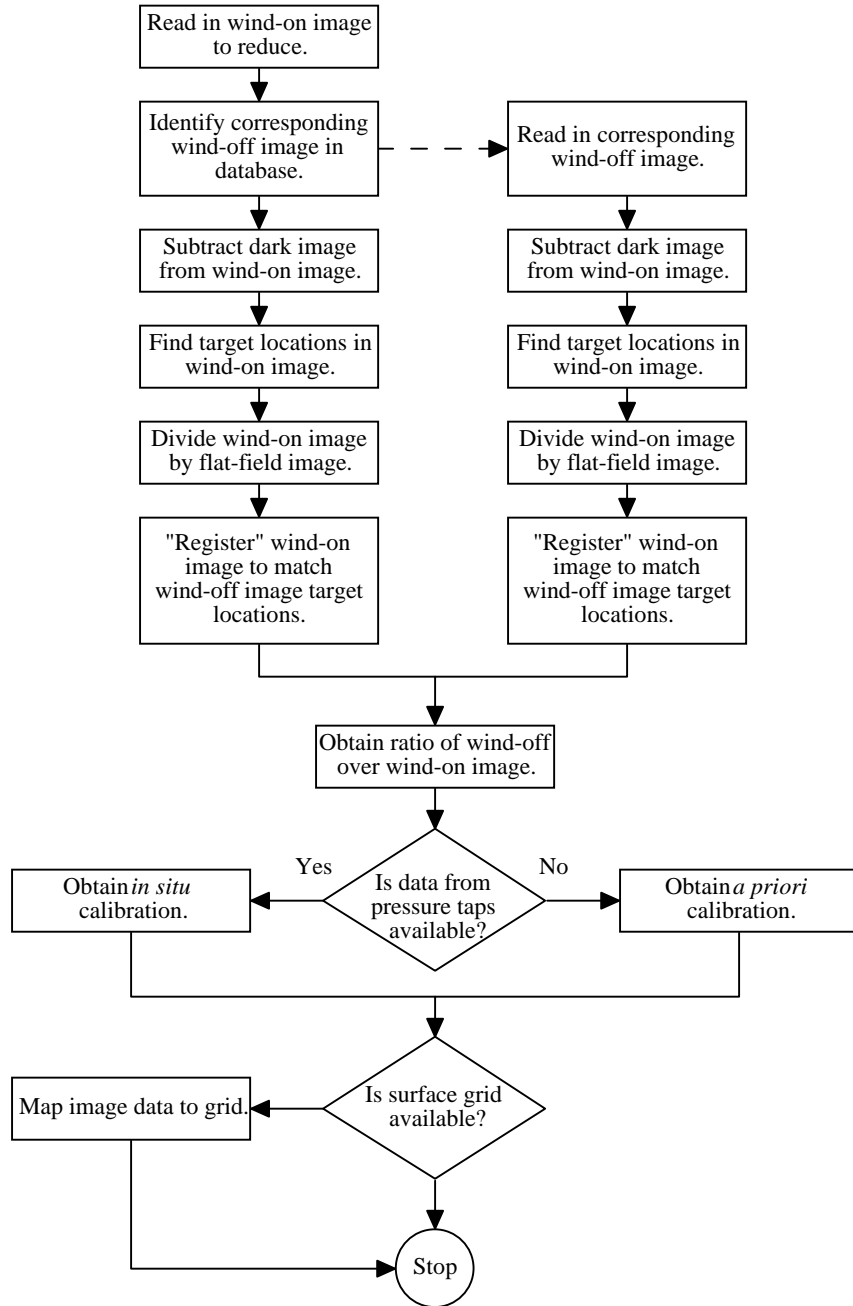 Read in wind-on image
to reduce.
Identify corresponding
wind-off image in
database.
Read in corresponding
wind-off image.
Subtract dark image
from wind-on image.
Subtract dark image
from wind-on image.
Find target locations in
wind-on image.
Find target locations in
wind-on image.
Divide wind-on image
by flat-field image.
Divide wind-on image
by flat-field image.
"Register" wind-on
image to match
wind-off image target
locations.
"Register" wind-on
image to match
wind-off image target
locations.
Obtain ratio of wind-off
over wind-on image.
Yes
No
Obtain in situ
calibration.
Is data from
pressure taps
available?
Obtain a priori
calibration.
Map image data to grid.
Is surface grid
available?
Stop